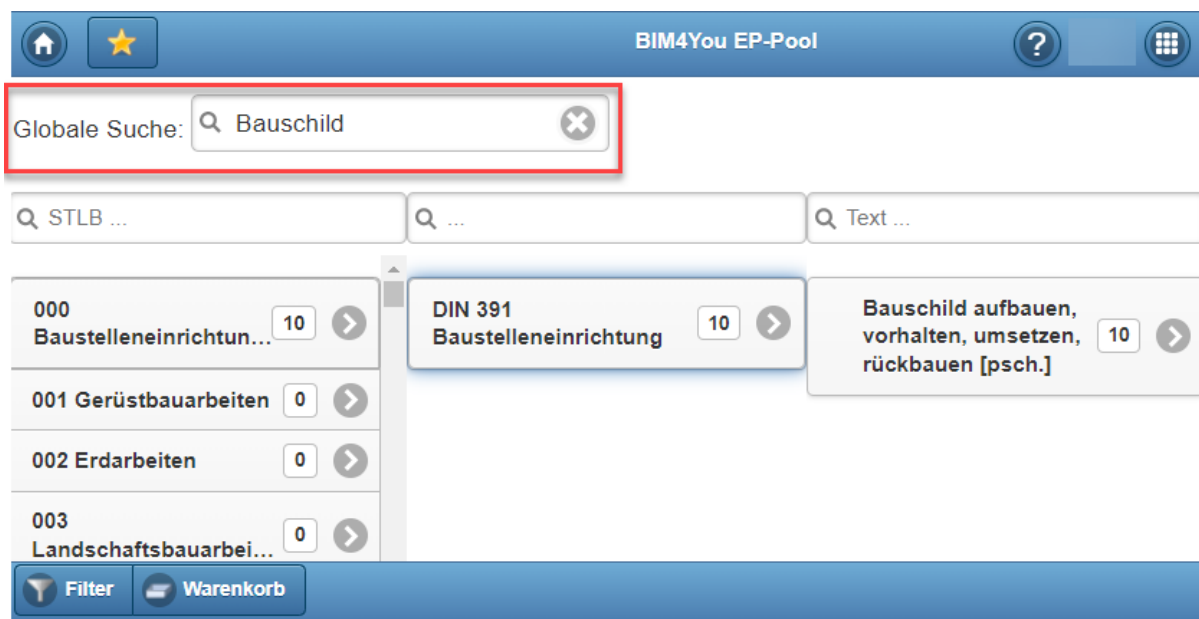 BIM4You EP-Pool
?
Globale Suche: Bauschild
STLB ...
...
Text ...
000
Baustelleneinrichtun... 10
DIN 391
Baustelleneinrichtung 10
Bauschild aufbauen,
vorhalten, umsetzen, 10
rückbauen [psch.]
001 Gerüstbauarbeiten 0
002 Erdarbeiten 0
003
Landschaftsbauarbei... 0
Filter
Warenkorb